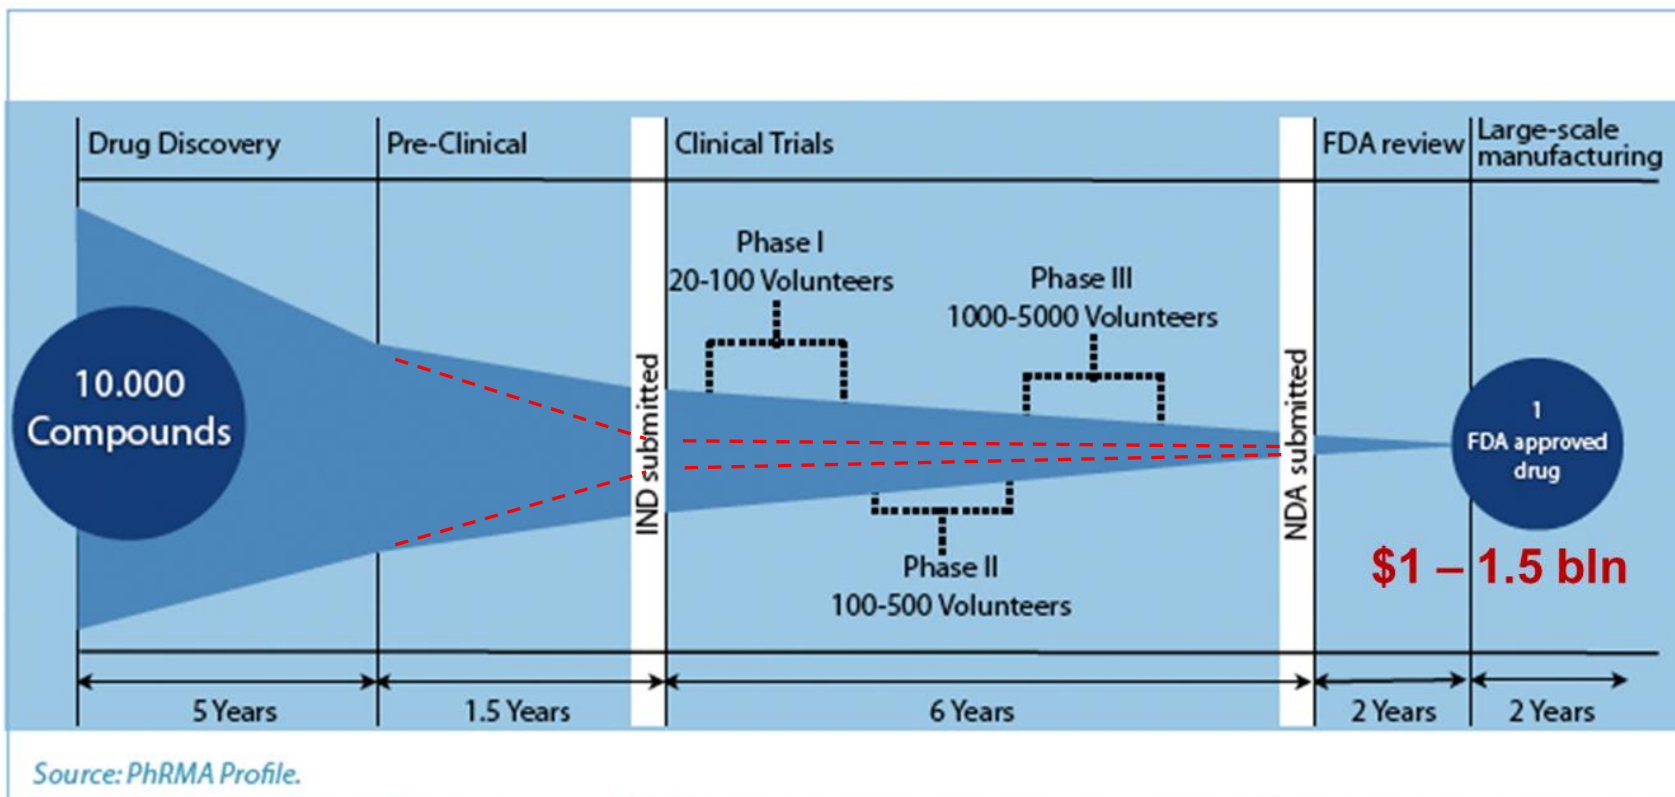 Drug Discovery
Pre-Clinical
Clinical Trials
FDA review
Large-scale
manufacturing
10.000
Compounds
IND submitted
Phase I
20-100 Volunteers
Phase III
1000-5000 Volunteers
Phase II
100-500 Volunteers
NDA submitted
1
FDA approved
drug
$1 – 1.5 bln
5 Years
1.5 Years
6 Years
2 Years
2 Years
Source: PhRMA Profile.